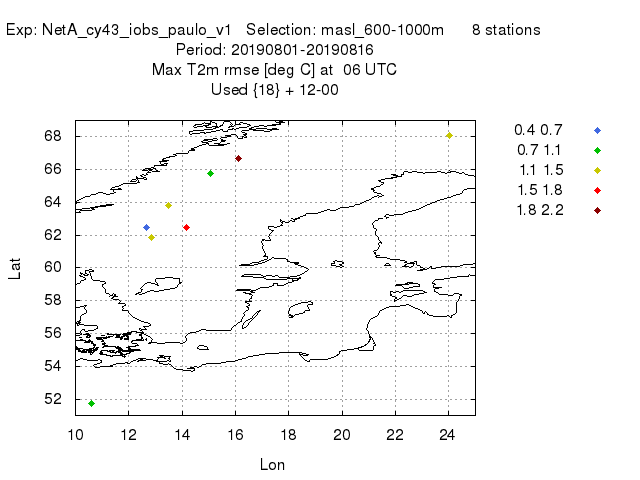 Exp: NetA_cy43_iobs_paulo_v1 Selection: masl_600-1000m 8 stations
Period: 20190801-20190816
Max T2m rmse [deg C] at 06 UTC
Used {18} + 12-00
68
66
64
62
60
58
56
54
52
Lat
10 12 14 16 18 20 22 24
Lon
0.4 0.7
0.7 1.1
1.1 1.5
1.5 1.8
1.8 2.2